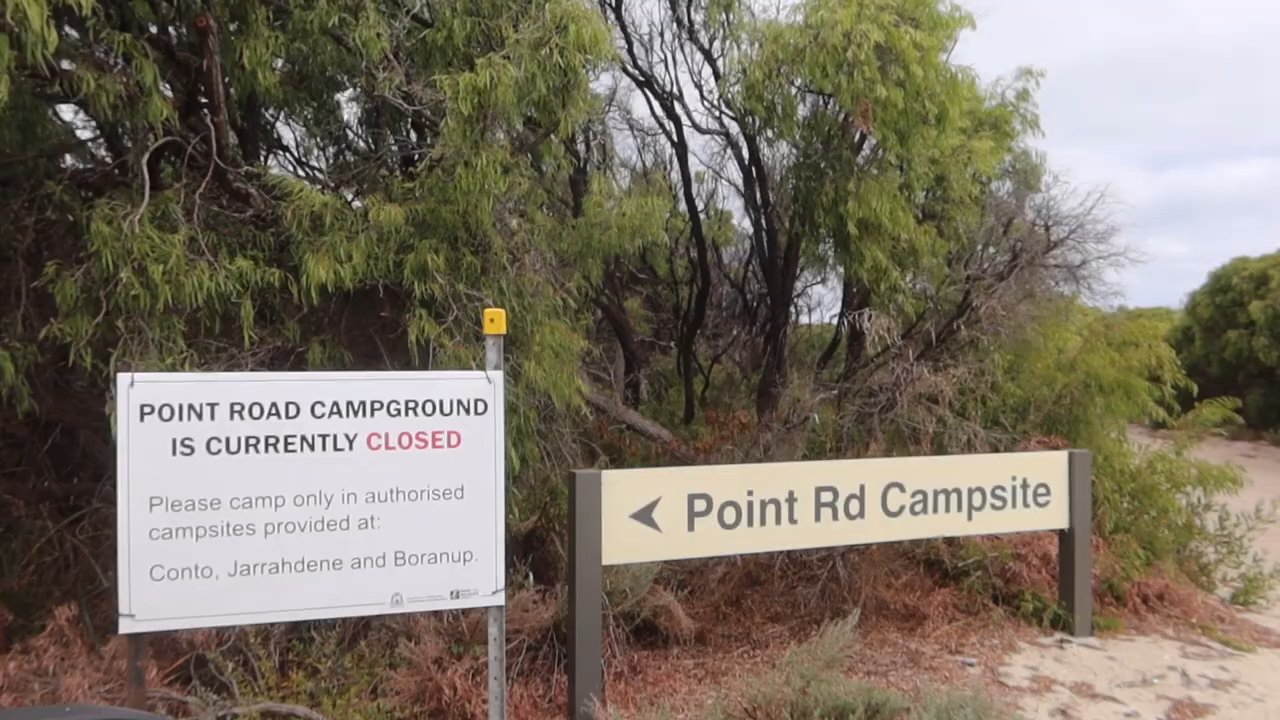 POINT ROAD CAMPGROUND
IS CURRENTLY CLOSED
Please camp only in authorised
campsites provided at:
Conto, Jarrahdene and Boranup.
Point Rd Campsite